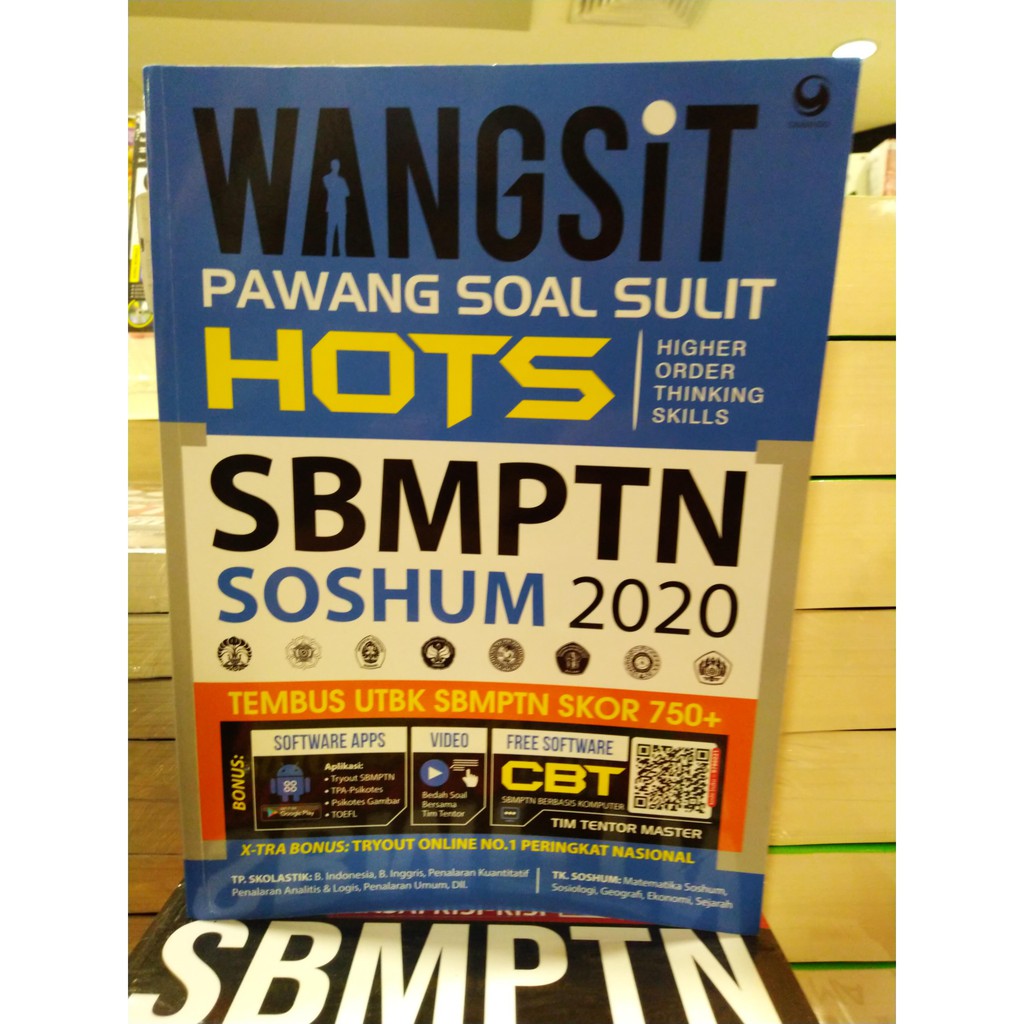 WANGSiT
PAWANG SOAL SULIT
HOTS
HIGHER
ORDER
THINKING
SKILLS
SBMPTN
SOSHUM 2020
TEMBUS UTBK SBMPTN SKOR 750+
BONUS:
SOFTWARE APPS
Aplikasi:
• Tryout SBMPTN
• TPA-Psikotes
• Psikotes Gambar
• TOEFL
Google Play
VIDEO
Bedah Soal
Bersama
Tim Tentor
FREE SOFTWARE
CBT
SBMPTN BERBASIS KOMPUTER
TIM TENTOR MASTER
X-TRA BONUS: TRYOUT ONLINE NO.1 PERINGKAT NASIONAL
TP. SKOLASTIK: B. Indonesia, B. Inggris, Penalaran Kuantitatif
Penalaran Analitis & Logis, Penalaran Umum, Dll.
TK. SOSHUM: Matematika Soshum,
Sosiologi, Geografi, Ekonomi, Sejarah
SBMPTN